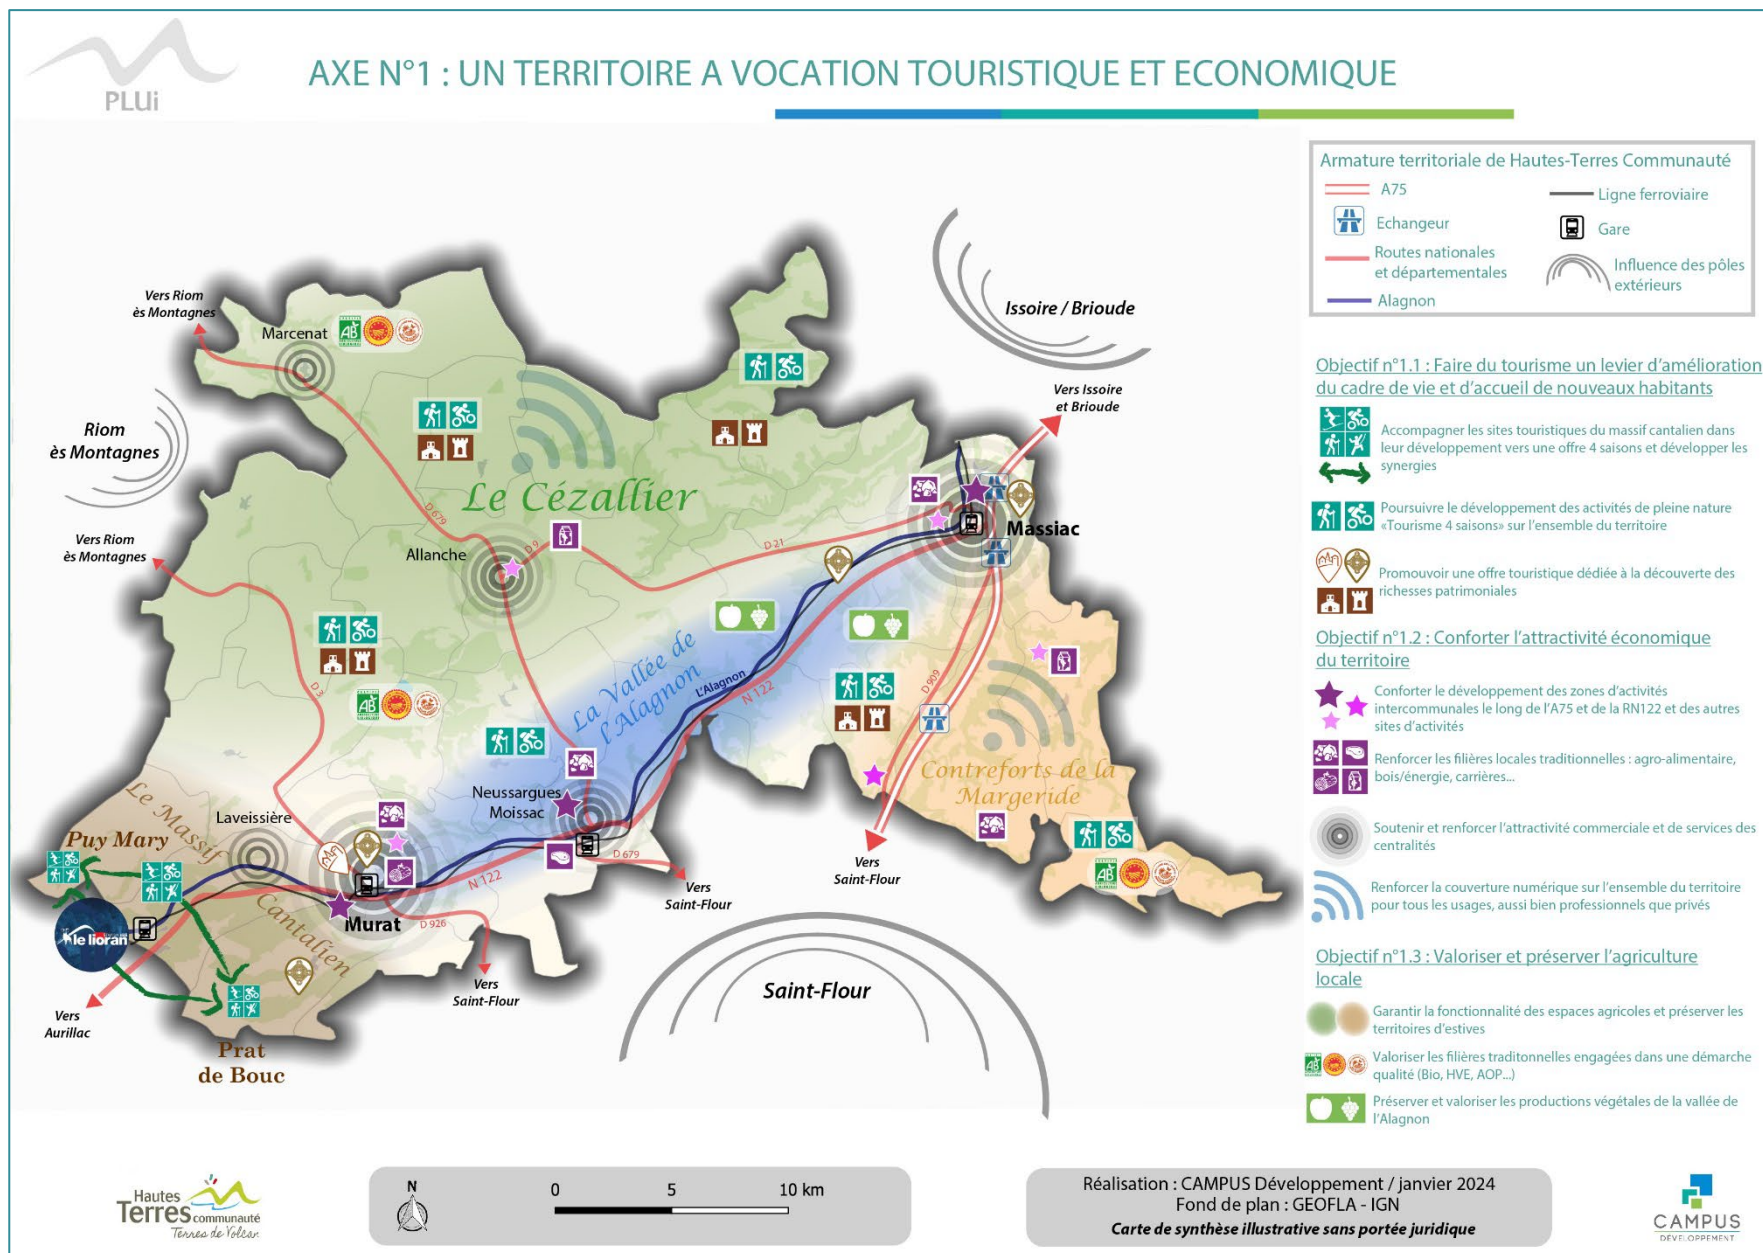 PLUi
AXE N°1 : UN TERRITOIRE A VOCATION TOURISTIQUE ET ECONOMIQUE
Armature territoriale de Hautes-Terres Communauté
A75
Ligne ferroviaire
Echangeur
Gare
Routes nationales
et départementales
Influence des pôles
extérieurs
Alagnon
Objectif n°1.1 : Faire du tourisme un levier d'amélioration
du cadre de vie et d'accueil de nouveaux habitants
Accompagner les sites touristiques du massif cantalien dans
leur développement vers une offre 4 saisons et développer les
synergies
Poursuivre le développement des activités de pleine nature
«Tourisme 4 saisons» sur l'ensemble du territoire
Promouvoir une offre touristique dédiée à la découverte des
richesses patrimoniales
Objectif n°1.2 : Conforter l'attractivité économique
du territoire
Conforter le développement des zones d'activités
intercommunales le long de l'A75 et de la RN122 et des autres
sites d'activités
Renforcer les filières locales traditionnelles : agro-alimentaire,
bois/énergie, carrières...
Soutenir et renforcer l'attractivité commerciale et de services des
centralités
Renforcer la couverture numérique sur l'ensemble du territoire
pour tous les usages, aussi bien professionnels que privés
Objectif n°1.3 : Valoriser et préserver l'agriculture
locale
Garantir la fonctionnalité des espaces agricoles et préserver les
territoires d'estives
AB
Valoriser les filières traditonnelles engagées dans une démarche
qualité (Bio, HVE, AOP...)
Préserver et valoriser les productions végétales de la vallée de
l'Alagnon
Vers Riom
ès Montagnes
Marcenat
AB
Issoire / Brioude
Vers Issoire
et Brioude
Riom
ès Montagnes
Le Cézallier
D 679
Vers Riom
ès Montagnes
Allanche
D 9
D 21
Massiac
La Vallée de
l'Alagnon
L'Alagnon
N 122
D 909
D 3
AB
Contreforts de la
Margeride
Neussargues
Moissac
Le Massif
Cantalien
Laveissière
Puy Mary
le lioran
Murat
N 122
D 679
D 926
Vers
Saint-Flour
Vers
Saint-Flour
Vers
Saint-Flour
AB
Vers
Aurillac
Prat
de Bouc
Saint-Flour
Hautes
Terres communauté
Terres de Volcan
N
0 5 10 km
Réalisation : CAMPUS Développement / janvier 2024
Fond de plan : GEOFLA - IGN
Carte de synthèse illustrative sans portée juridique
CAMPUS
DÉVELOPPEMENT